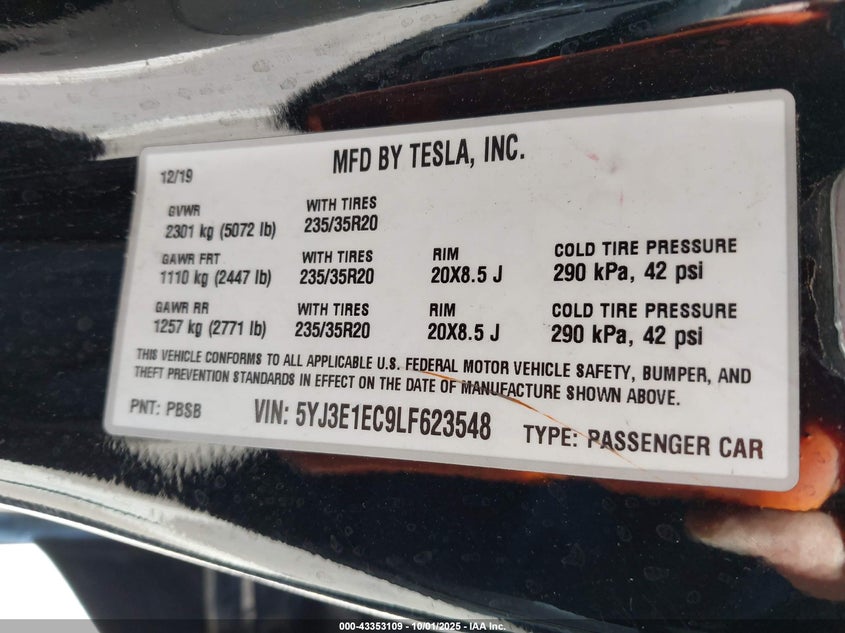 MFD BY TESLA, INC.
12/19
GVWR WITH TIRES
2301 kg (5072 lb) 235/35R20
GAWR FRT WITH TIRES RIM COLD TIRE PRESSURE
1110 kg (2447 lb) 235/35R20 20X8.5 J 290 kPa, 42 psi
GAWR RR WITH TIRES RIM COLD TIRE PRESSURE
1257 kg (2771 lb) 235/35R20 20X8.5 J 290 kPa, 42 psi
THIS VEHICLE CONFORMS TO ALL APPLICABLE U.S. FEDERAL MOTOR VEHICLE SAFETY, BUMPER, AND
THEFT PREVENTION STANDARDS IN EFFECT ON THE DATE OF MANUFACTURE SHOWN ABOVE.
PNT: PBSB VIN: 5YJ3E1EC9LF623548 TYPE: PASSENGER CAR
000-43353109 - 10/01/2025 - IAA Inc.